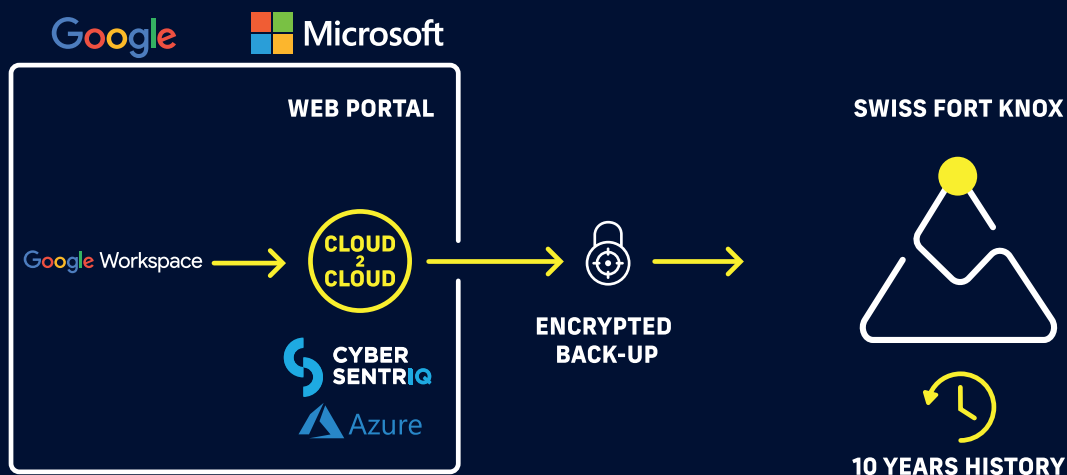 Google
Microsoft
WEB PORTAL
SWISS FORT KNOX
Google Workspace
CLOUD
2
CLOUD
ENCRYPTED
BACK-UP
CYBER
SENTRIQ
Azure
10 YEARS HISTORY